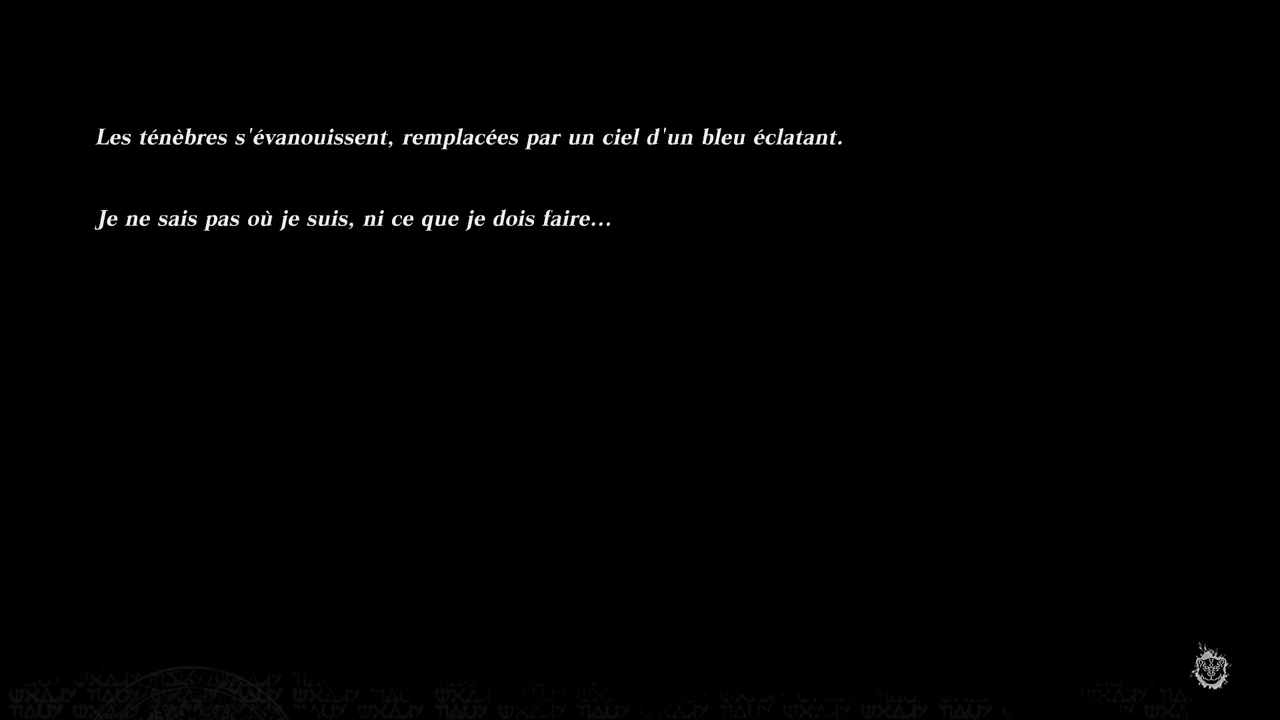 Les ténèbres s'évanouissent, remplacées par un ciel d'un bleu éclatant.
Je ne sais pas où je suis, ni ce que je dois faire...